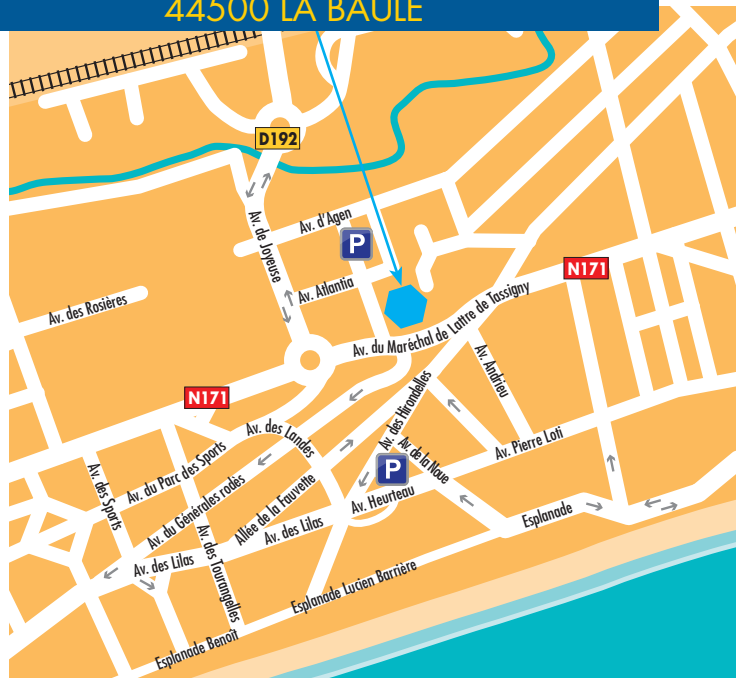 44500 LA BAULE
D192
Av. d'Agen
P
Av. de Joyeuse
N171
Av. Atlantia
Av. des Rosières
Av. du Maréchal de Lattre de Tassigny
Av. Andrieu
N171
Av. des Hirondelles
Av. des Landes
Av. Pierre Loti
Av. de la Noue
P
Av. du Parc des Sports
Av. des Sports
Av. du Générales rodès
Allée de la Fauvette
Av. Heurteau
Esplanade
Av. des Lilas
Av. des Lilas
Av. des Tourangelles
Esplanade Lucien Barrière
Esplanade Benoît